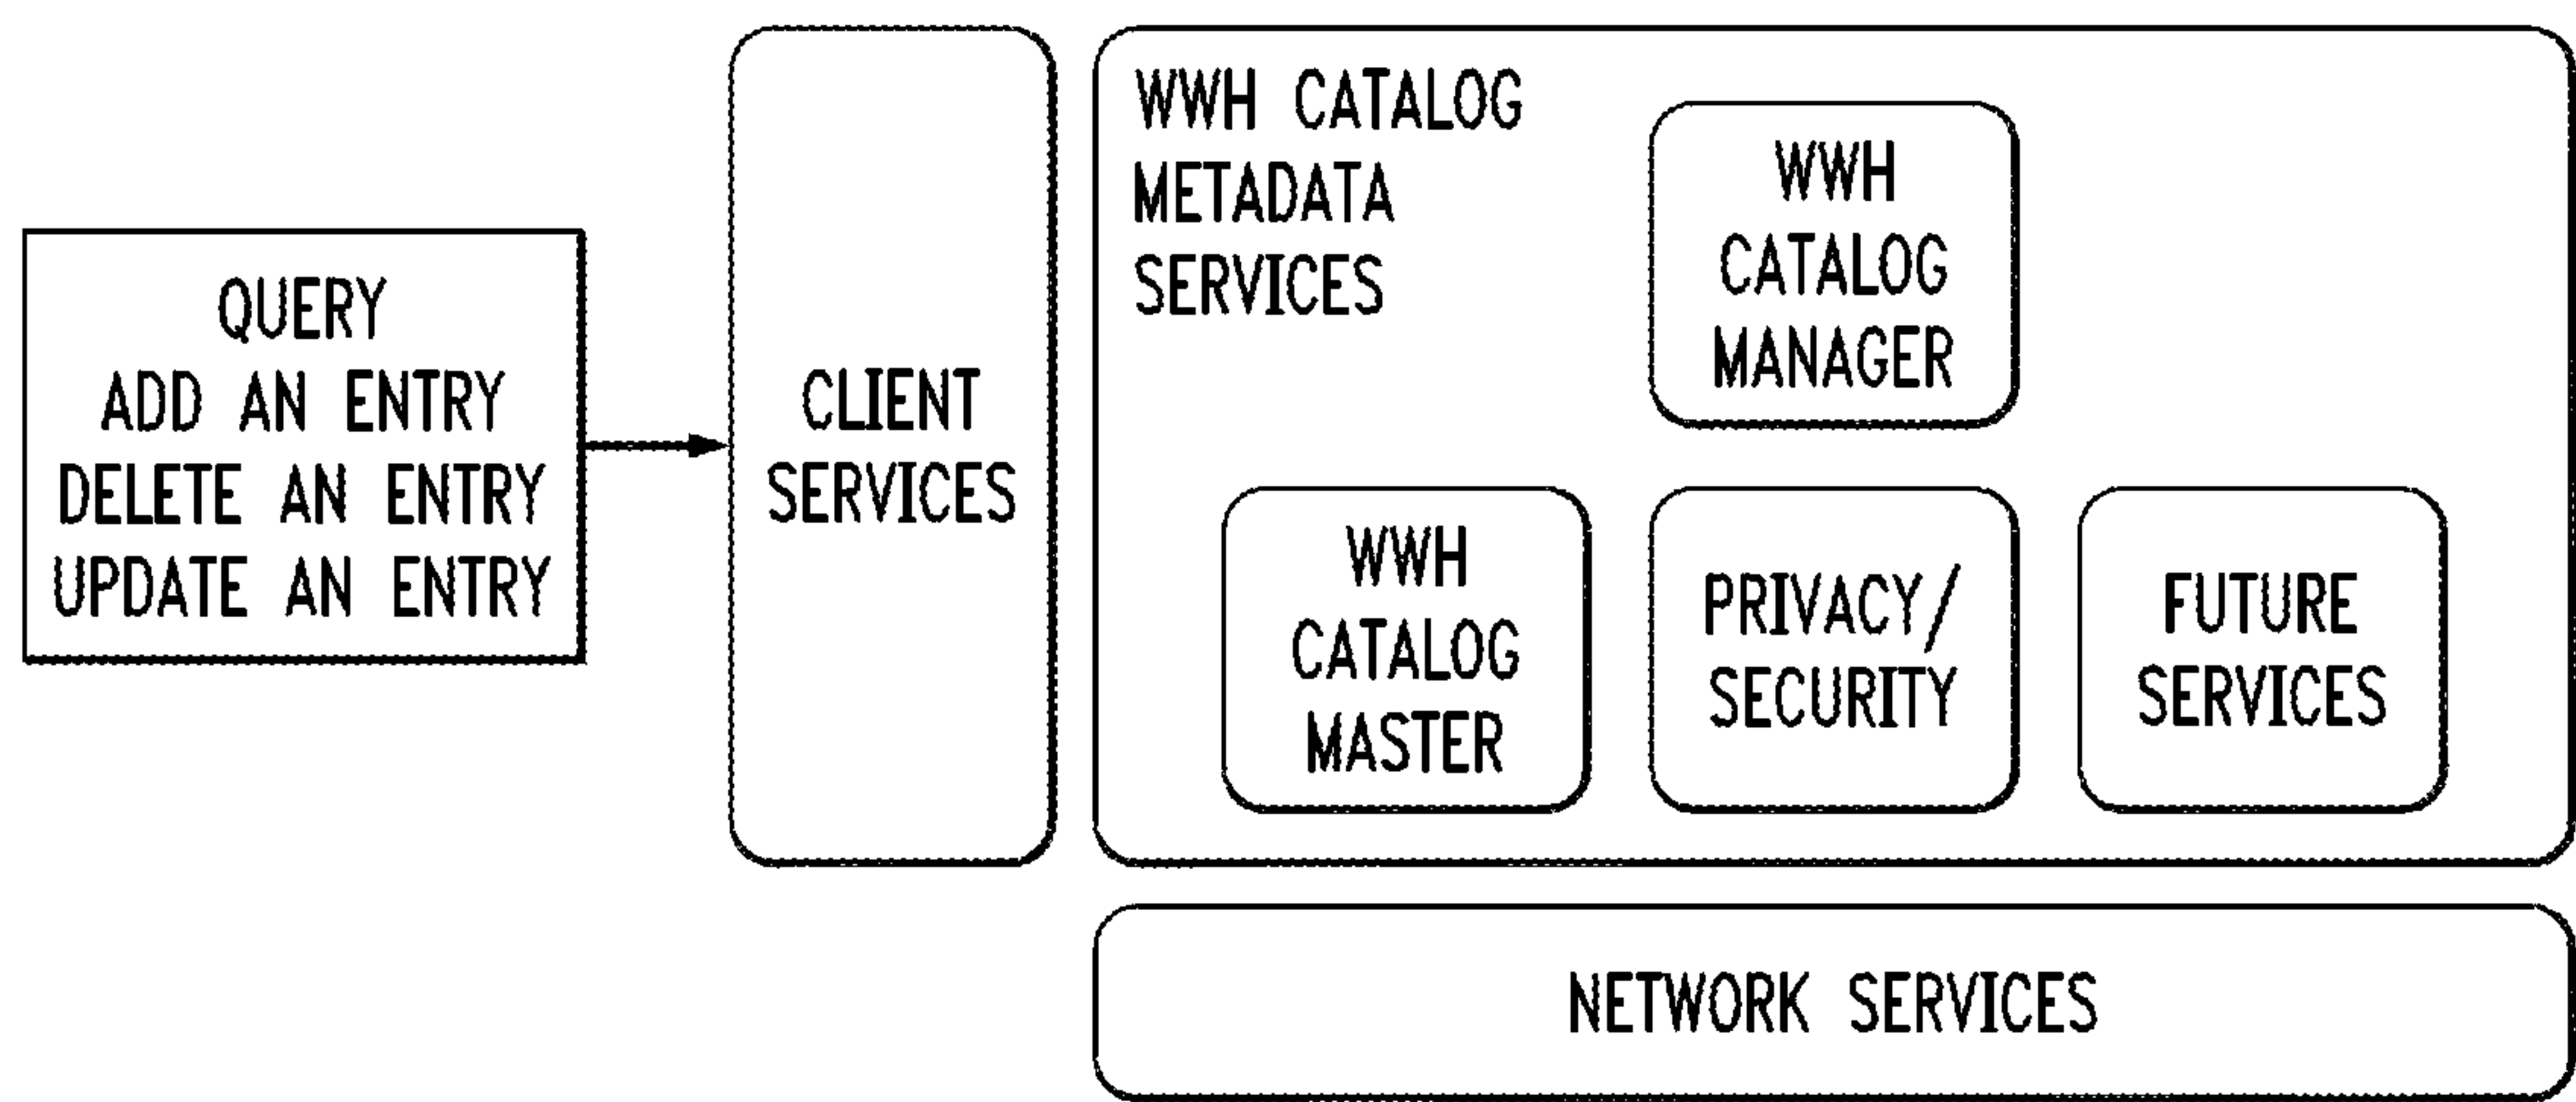 QUERY
ADD AN ENTRY
DELETE AN ENTRY
UPDATE AN ENTRY
CLIENT
SERVICES
WWH CATALOG
METADATA
SERVICES
WWH
CATALOG
MANAGER
WWH
CATALOG
MASTER
PRIVACY/
SECURITY
FUTURE
SERVICES
NETWORK SERVICES